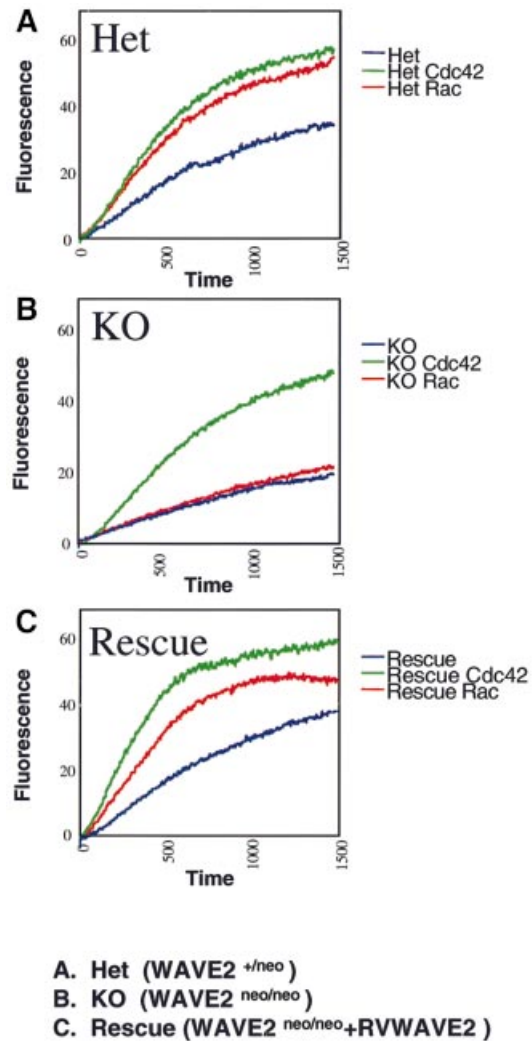 A
Het
60
40
20
0
Fluorescence
0
500
1000
1500
Time
Het
Het Cdc42
Het Rac
B
KO
60
40
20
0
Fluorescence
0
500
1000
1500
Time
KO
KO Cdc42
KO Rac
C
Rescue
60
40
20
0
Fluorescence
0
500
1000
1500
Time
Rescue
Rescue Cdc42
Rescue Rac
A. Het (WAVE2 +/neo )
B. KO (WAVE2 neo/neo )
C. Rescue (WAVE2 neo/neo+RVWAVE2 )